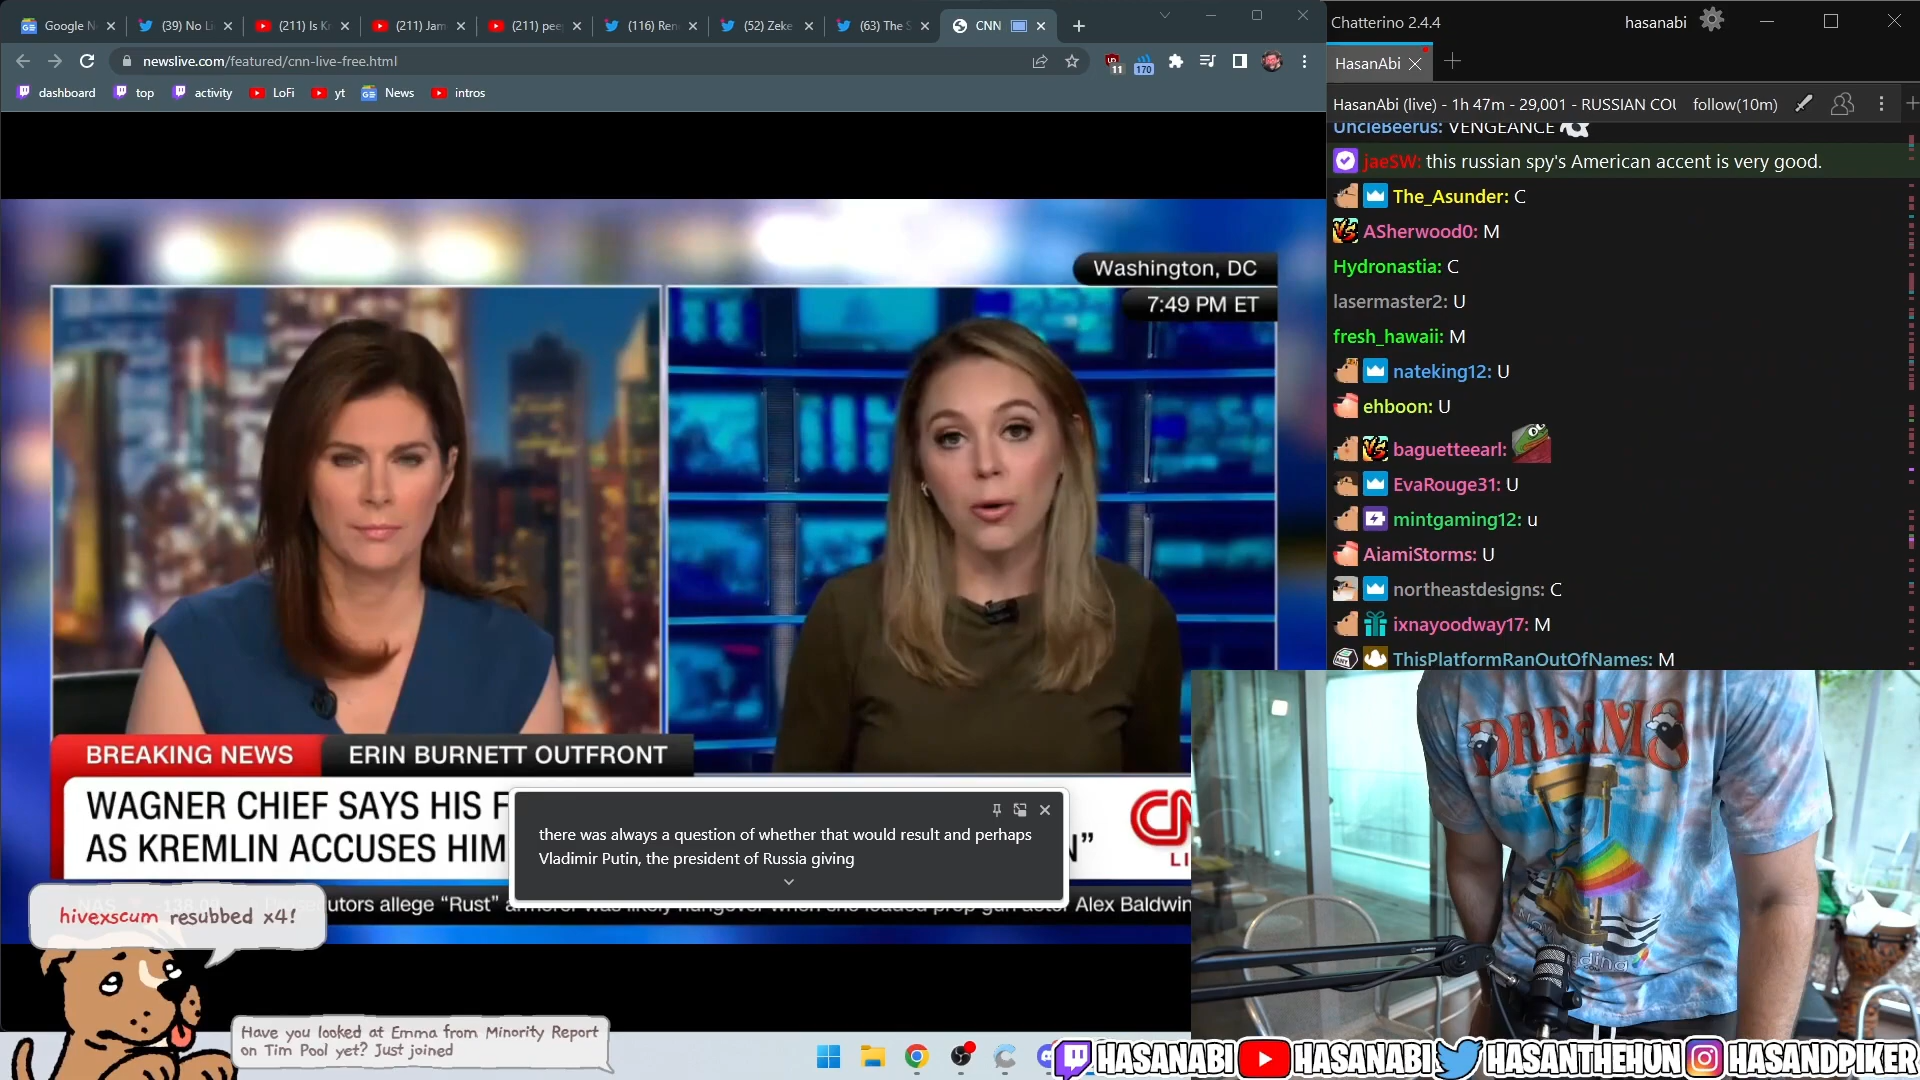 Google N
(39) No Li
(211) Is K
(211) Jam
(211) pee
(116) Ren
(52) Zeke
(63) The S
CNN
newslive.com/featured/cnn-live-free.html
11
170
dashboard
top
activity
LoFi
yt
News
intros
Washington, DC
7:49 PM ET
BREAKING NEWS
ERIN BURNETT OUTFRONT
WAGNER CHIEF SAYS HIS F
AS KREMLIN ACCUSES HIM
N”
there was always a question of whether that would result and perhaps
Vladimir Putin, the president of Russia giving
CN
LI
NAS
-138.09
Alex Baldwin
hivexscum resubbed x4!
Have you looked at Emma from Minority Report
on Tim Pool yet? Just joined
Chatterino 2.4.4
hasanabi
HasanAbi
HasanAbi (live) - 1h 47m - 29,001 - RUSSIAN COU
follow(10m)
UncleBeerus: VENGEANCE
jaeSW: this russian spy's American accent is very good.
The_Asunder: C
ASherwood0: M
Hydronastia: C
lasermaster2: U
fresh_hawaii: M
nateking12: U
ehboon: U
baguetteearl:
EvaRouge31: U
mintgaming12: u
AiamiStorms: U
northeastdesigns: C
ixnayoodway17: M
ThisPlatformRanOutOfNames: M
DREAMS
HASANABI
HASANABI
HASANTHEHUN
HASANDPIKER